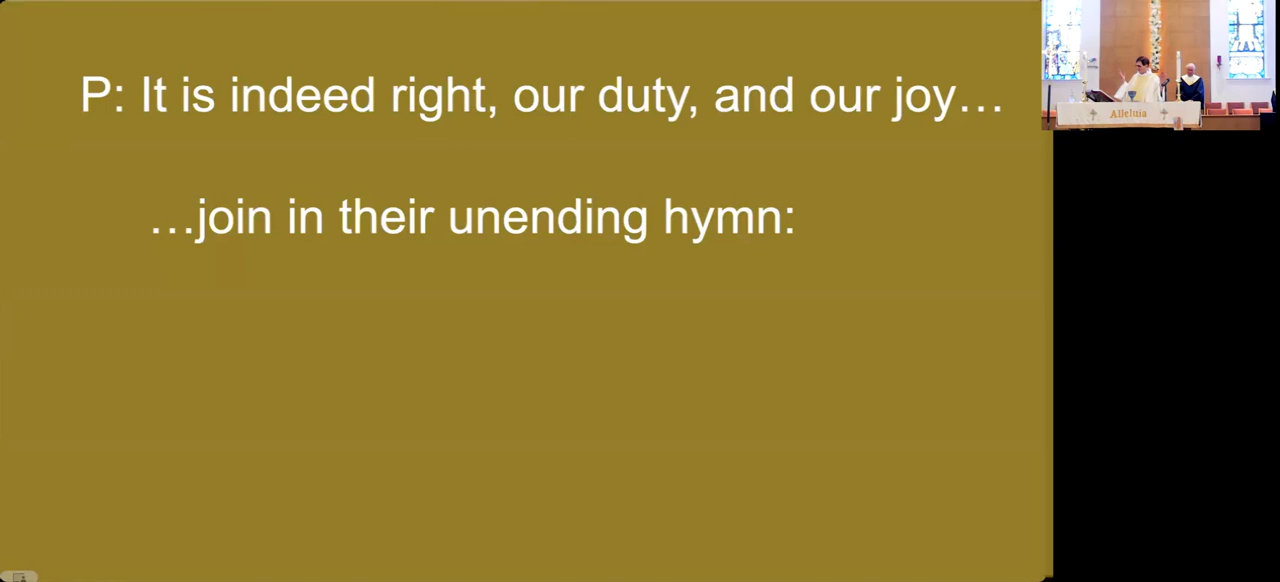 P: It is indeed right, our duty, and our joy…
…join in their unending hymn:
Alleluia